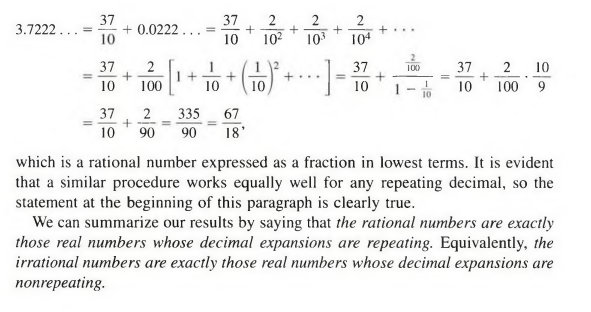 3.7222 . . . = 37/10 + 0.0222 . . . = 37/10 + 2/10² + 2/10³ + 2/10⁴ + · · ·
= 37/10 + 2/100 [1 + 1/10 + (1/10)² + · · ·] = 37/10 + (2/100)/(1 − 1/10) = 37/10 + 2/100 · 10/9
= 37/10 + 2/90 = 335/90 = 67/18,
which is a rational number expressed as a fraction in lowest terms. It is evident
that a similar procedure works equally well for any repeating decimal, so the
statement at the beginning of this paragraph is clearly true.
We can summarize our results by saying that the rational numbers are exactly
those real numbers whose decimal expansions are repeating. Equivalently, the
irrational numbers are exactly those real numbers whose decimal expansions are
nonrepeating.